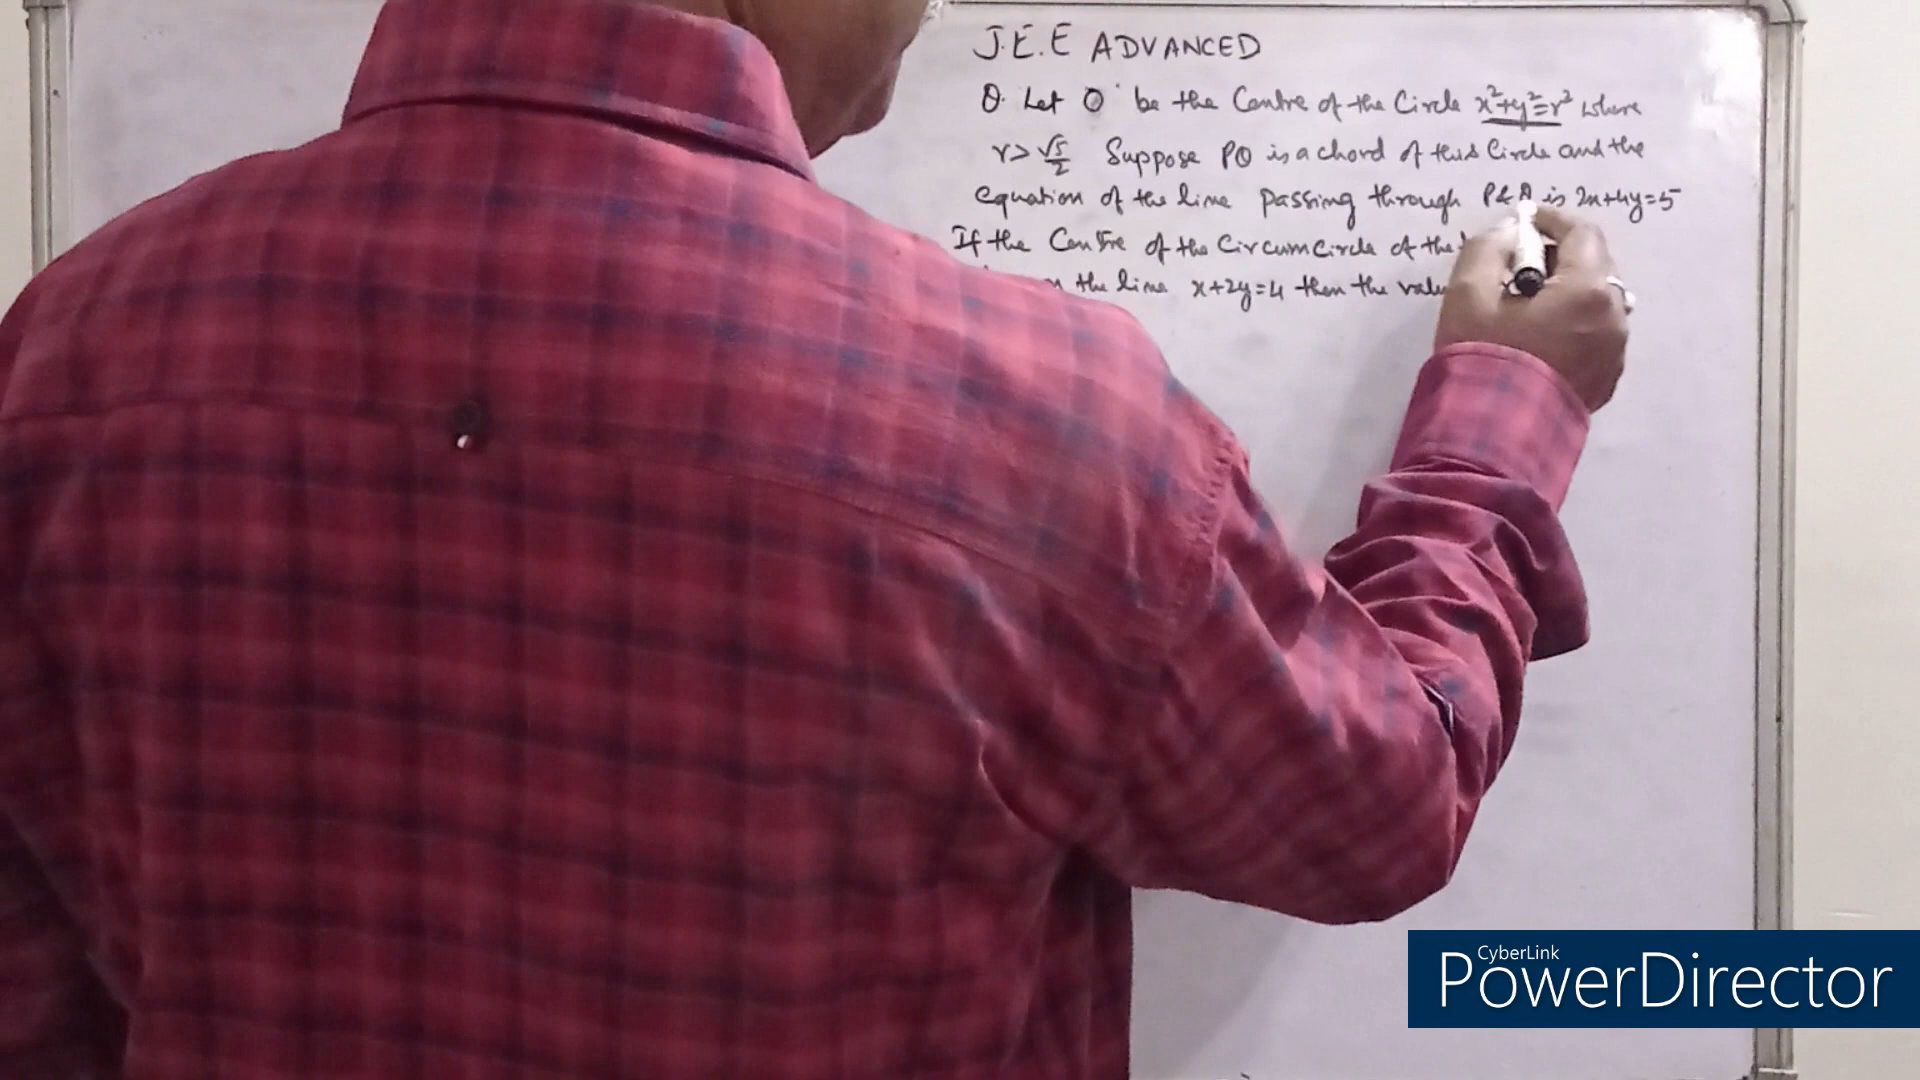 J.E.E ADVANCED
Q. Let O be the Centre of the Circle x²+y²=r² where
r> √5/2 Suppose PQ is a chord of this Circle and the
equation of the line passing through P& is 2x+4y=5
If the Centre of the Circumcircle of the
the line x+2y=4 then the valu
CyberLink
PowerDirector